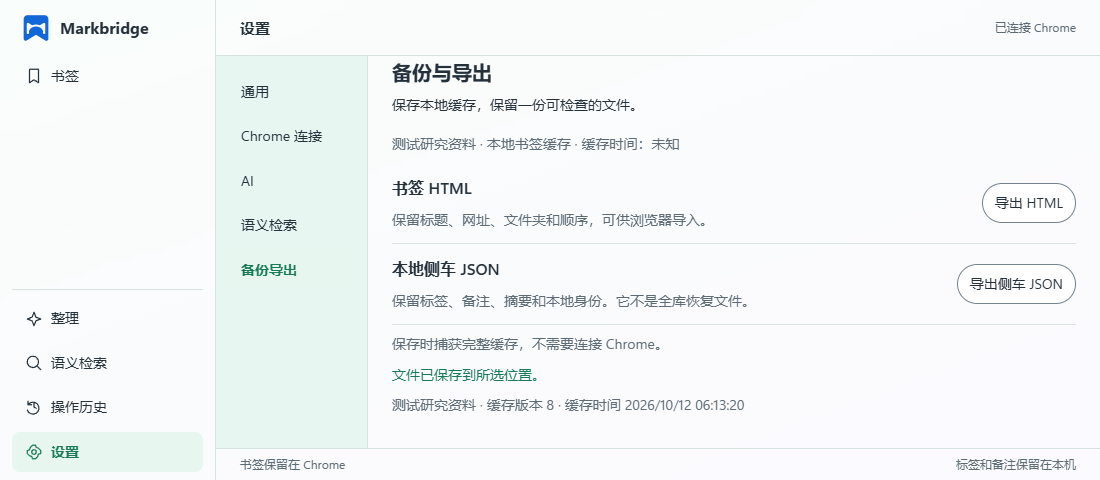 Markbridge
书签
整理
语义检索
操作历史
设置
设置
已连接 Chrome
通用
Chrome 连接
AI
语义检索
备份导出
备份与导出
保存本地缓存，保留一份可检查的文件。
测试研究资料 · 本地书签缓存 · 缓存时间：未知
书签 HTML
保留标题、网址、文件夹和顺序，可供浏览器导入。
导出 HTML
本地侧车 JSON
保留标签、备注、摘要和本地身份。它不是全库恢复文件。
导出侧车 JSON
保存时捕获完整缓存，不需要连接 Chrome。
文件已保存到所选位置。
测试研究资料 · 缓存版本 8 · 缓存时间 2026/10/12 06:13:20
书签保留在 Chrome
标签和备注保留在本机